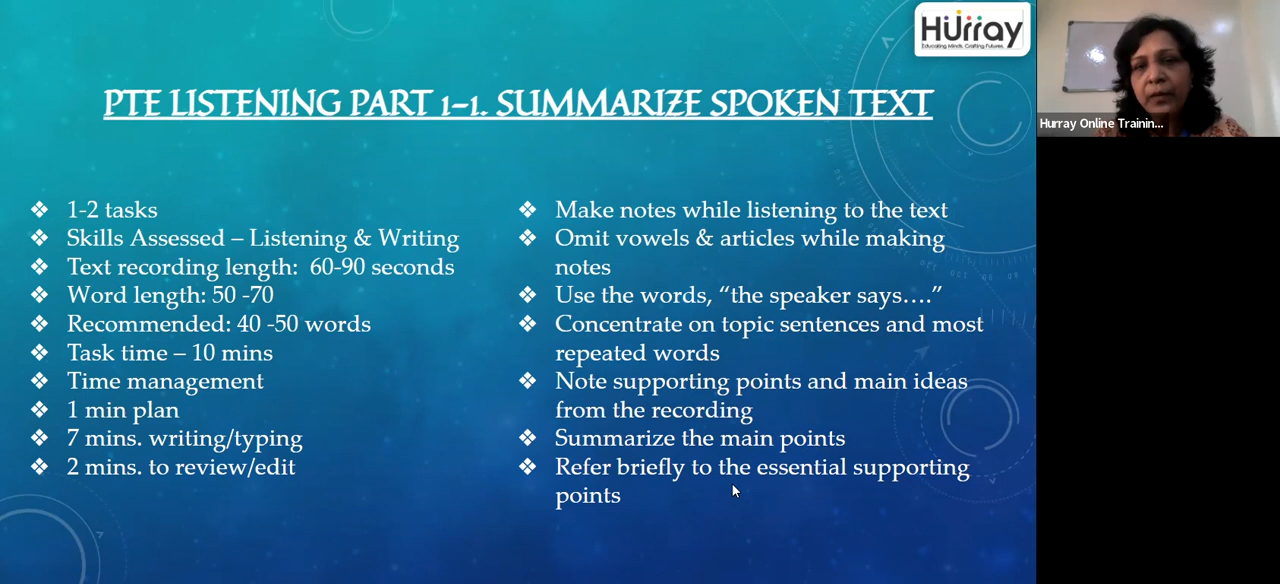 Hurray
Educating Minds. Crafting Futures.
PTE LISTENING PART 1-1. SUMMARIZE SPOKEN TEXT
❖ 1-2 tasks
❖ Skills Assessed – Listening & Writing
❖ Text recording length:  60-90 seconds
❖ Word length: 50 -70
❖ Recommended: 40 -50 words
❖ Task time – 10 mins
❖ Time management
❖ 1 min plan
❖ 7 mins. writing/typing
❖ 2 mins. to review/edit
❖ Make notes while listening to the text
❖ Omit vowels & articles while making
notes
❖ Use the words, “the speaker says….”
❖ Concentrate on topic sentences and most
repeated words
❖ Note supporting points and main ideas
from the recording
❖ Summarize the main points
❖ Refer briefly to the essential supporting
points
Hurray Online Trainin...